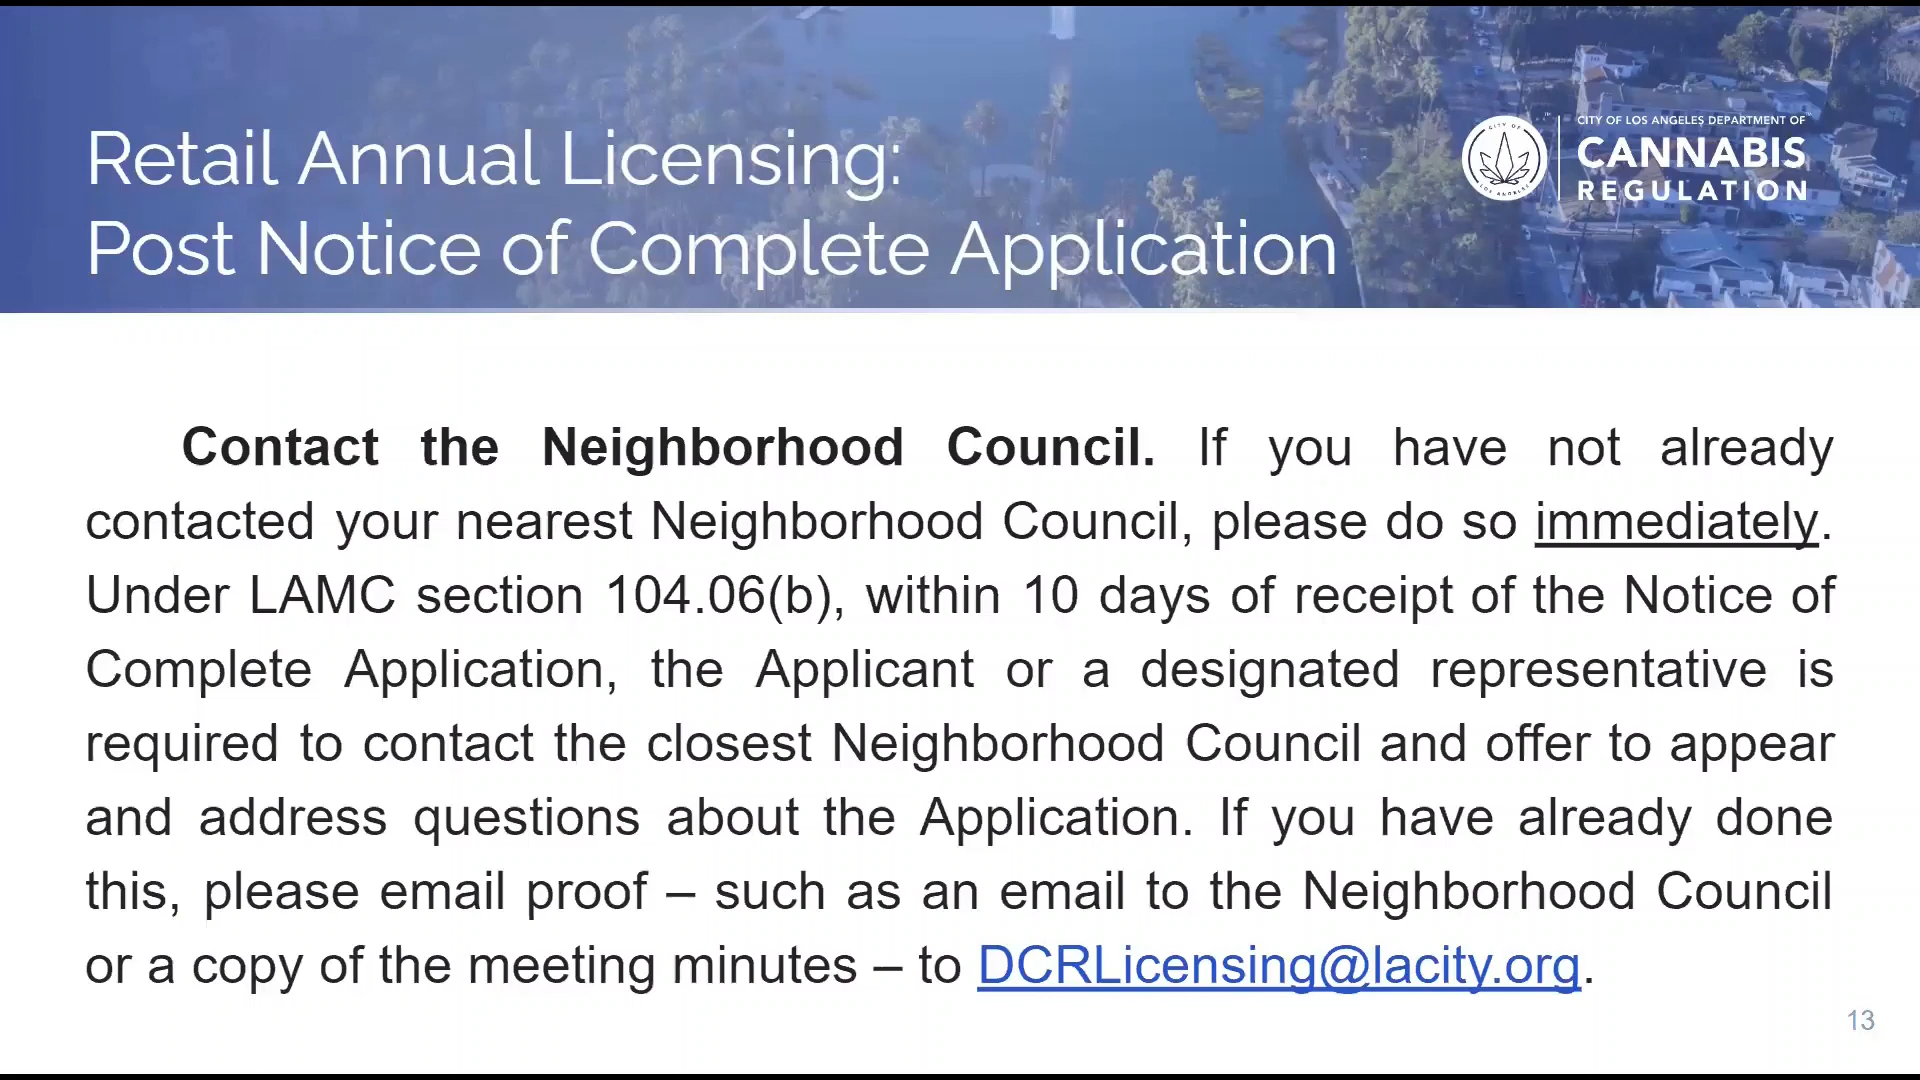 Retail Annual Licensing:
Post Notice of Complete Application
CITY OF
LOS ANGELES
CITY OF LOS ANGELES DEPARTMENT OF
CANNABIS
REGULATION
Contact the Neighborhood Council. If you have not already
contacted your nearest Neighborhood Council, please do so immediately.
Under LAMC section 104.06(b), within 10 days of receipt of the Notice of
Complete Application, the Applicant or a designated representative is
required to contact the closest Neighborhood Council and offer to appear
and address questions about the Application. If you have already done
this, please email proof – such as an email to the Neighborhood Council
or a copy of the meeting minutes – to DCRLicensing@lacity.org.
13